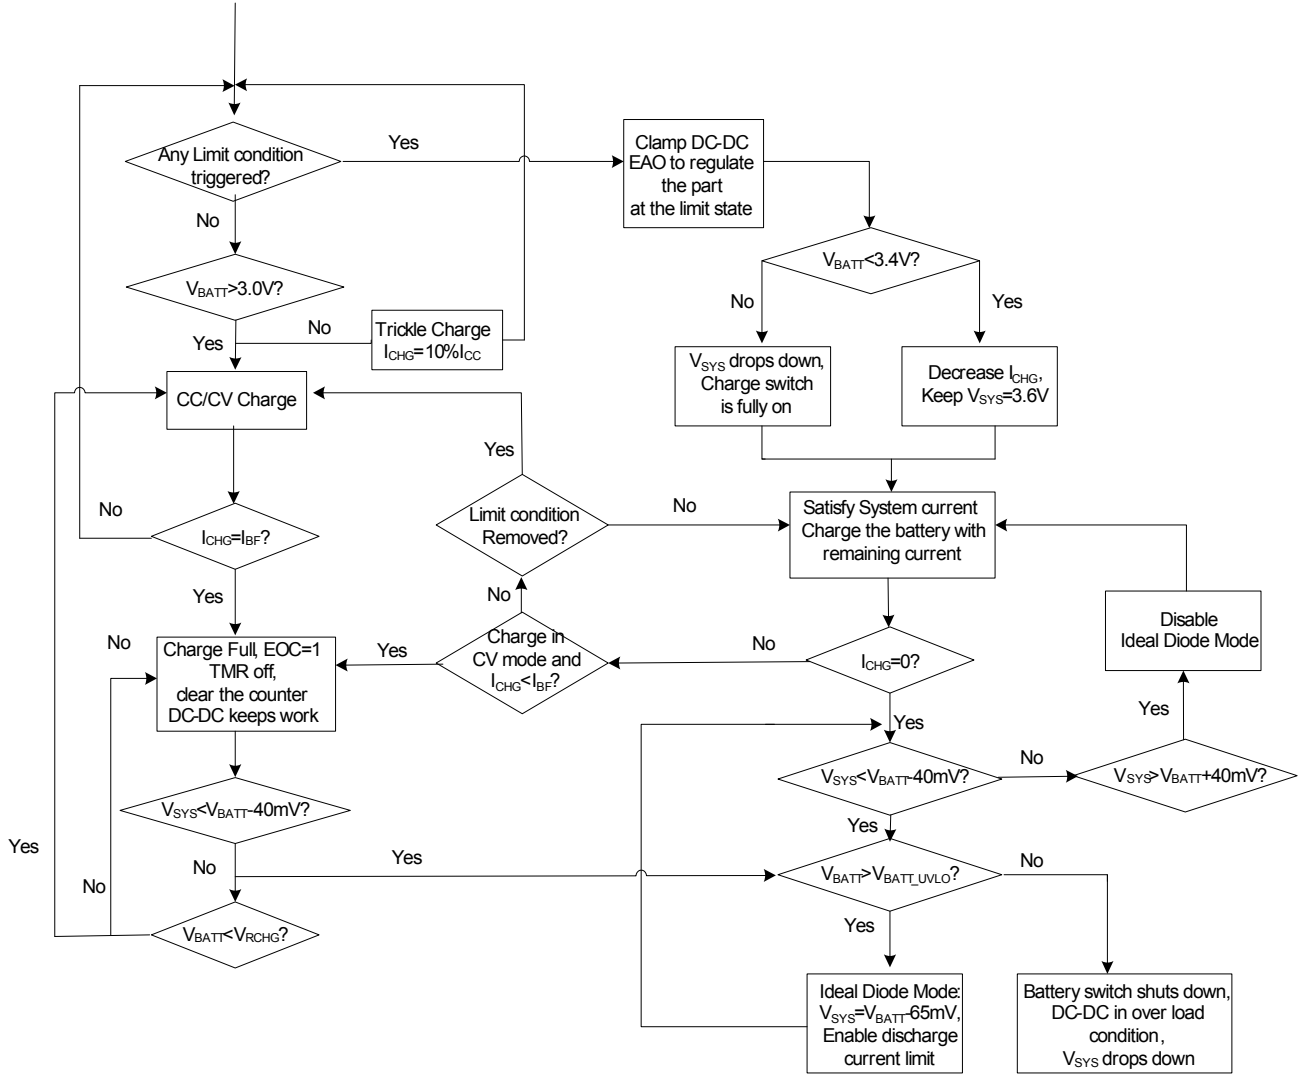 Any Limit condition
triggered?
Yes
No
Clamp DC-DC
EAO to regulate
the part
at the limit state
VBATT>3.0V?
VBATT<3.4V?
No
Yes
Yes
No
Trickle Charge
ICHG=10%ICC
VSYS drops down,
Charge switch
is fully on
Decrease ICHG,
Keep VSYS=3.6V
CC/CV Charge
Yes
No
ICHG=IBF?
Yes
Limit condition
Removed?
No
Satisfy System current
Charge the battery with
remaining current
No
Charge in
CV mode and
ICHG<IBF?
Yes
No
ICHG=0?
Yes
Disable
Ideal Diode Mode
Yes
No
Charge Full, EOC=1
TMR off,
clear the counter
DC-DC keeps work
VSYS<VBATT-40mV?
No
Yes
Yes
No
VBATT<VRCHG?
VSYS<VBATT-40mV?
No
VSYS>VBATT+40mV?
Yes
VBATT>VBATT_UVLO?
No
Yes
Ideal Diode Mode:
VSYS=VBATT-65mV,
Enable discharge
current limit
Battery switch shuts down,
DC-DC in over load
condition,
VSYS drops down